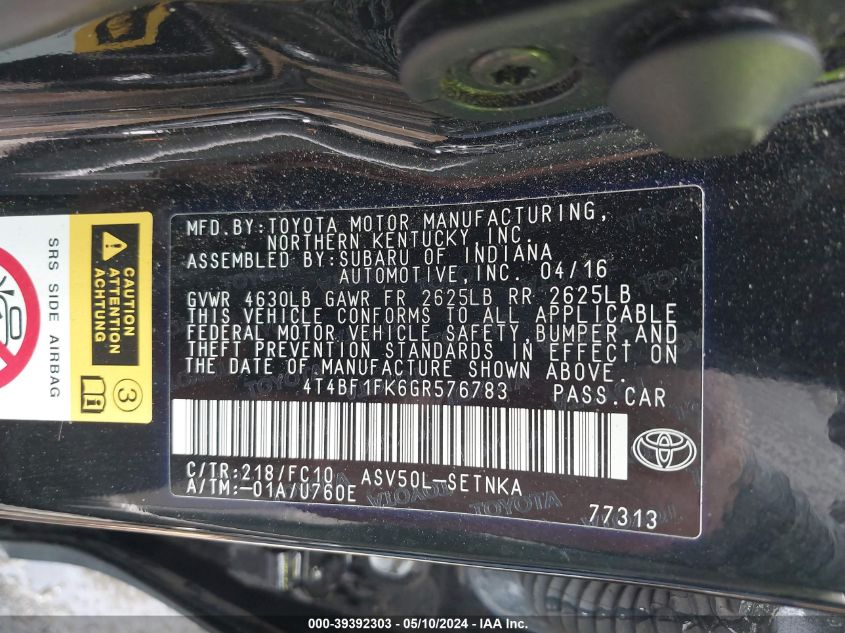 MFD.BY:TOYOTA MOTOR MANUFACTURING,
NORTHERN KENTUCKY,INC.
ASSEMBLED BY:SUBARU OF INDIANA
AUTOMOTIVE,INC. 04/16
GVWR 4630LB GAWR FR 2625LB RR 2625LB
THIS VEHICLE CONFORMS TO ALL APPLICABLE
FEDERAL MOTOR VEHICLE SAFETY,BUMPER,AND
THEFT PREVENTION STANDARDS IN EFFECT ON
THE DATE OF MANUFACTURE SHOWN ABOVE.
4T4BF1FK6GR576783 PASS.CAR
C/TR:218/FC10 ASV50L-SETNKA
A/TM:-01A/U760E
77313
TOYOTA
SRS SIDE AIRBAG
CAUTION
ATTENTION
ACHTUNG
3
000-39392303 - 05/10/2024 - IAA Inc.